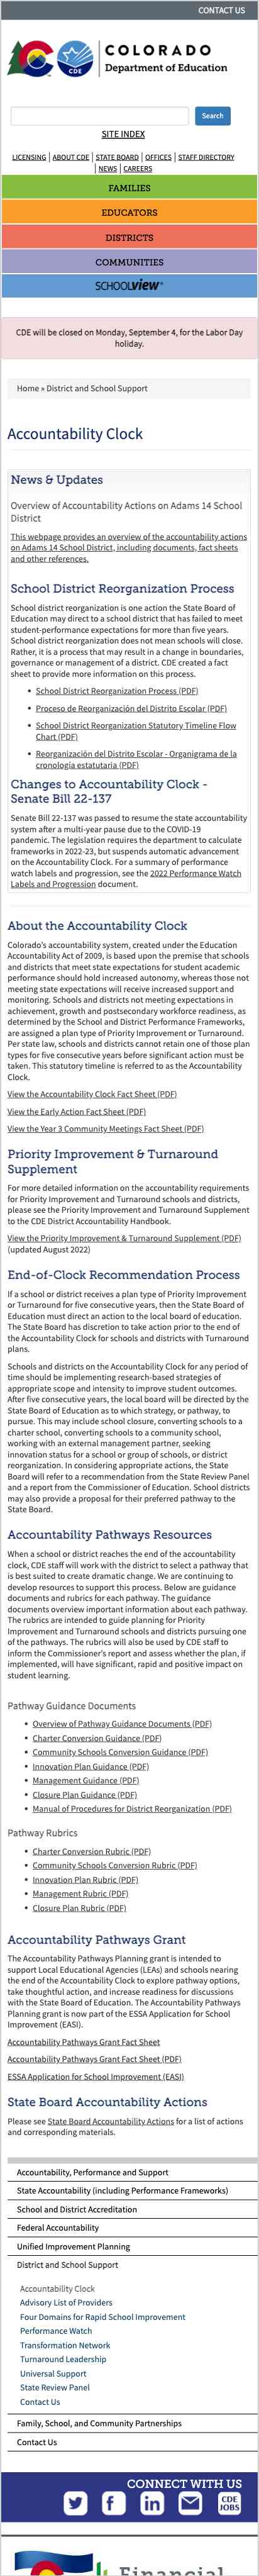 CONTACT US
COLORADO
CDE
Department of Education
Search
SITE INDEX
LICENSING | ABOUT CDE | STATE BOARD | OFFICES | STAFF DIRECTORY
| NEWS | CAREERS
FAMILIES
EDUCATORS
DISTRICTS
COMMUNITIES
SCHOOLVIEW®
CDE will be closed on Monday, September 4, for the Labor Day
holiday.
Home » District and School Support
Accountability Clock
News & Updates
Overview of Accountability Actions on Adams 14 School
District
This webpage provides an overview of the accountability actions
on Adams 14 School District, including documents, fact sheets
and other references.
School District Reorganization Process
School district reorganization is one action the State Board of
Education may direct to a school district that has failed to meet
student-performance expectations for more than five years.
School district reorganization does not mean schools will close.
Rather, it is a process that may result in a change in boundaries,
governance or management of a district. CDE created a fact
sheet to provide more information on this process.
• School District Reorganization Process (PDF)
• Proceso de Reorganización del Distrito Escolar (PDF)
• School District Reorganization Statutory Timeline Flow
Chart (PDF)
• Reorganización del Distrito Escolar - Organigrama de la
cronología estatutaria (PDF)
Changes to Accountability Clock -
Senate Bill 22-137
Senate Bill 22-137 was passed to resume the state accountability
system after a multi-year pause due to the COVID-19
pandemic. The legislation requires the department to calculate
frameworks in 2022-23, but suspends automatic advancement
on the Accountability Clock. For a summary of performance
watch labels and progression, see the 2022 Performance Watch
Labels and Progression document.
About the Accountability Clock
Colorado's accountability system, created under the Education
Accountability Act of 2009, is based upon the premise that schools
and districts that meet state expectations for student academic
performance should hold increased autonomy, whereas those not
meeting state expectations will receive increased support and
monitoring. Schools and districts not meeting expectations in
achievement, growth and postsecondary workforce readiness, as
determined by the School and District Performance Frameworks,
are assigned a plan type of Priority Improvement or Turnaround.
Per state law, schools and districts cannot retain one of those plan
types for five consecutive years before significant action must be
taken. This statutory timeline is referred to as the Accountability
Clock.
View the Accountability Clock Fact Sheet (PDF)
View the Early Action Fact Sheet (PDF)
View the Year 3 Community Meetings Fact Sheet (PDF)
Priority Improvement & Turnaround
Supplement
For more detailed information on the accountability requirements
for Priority Improvement and Turnaround schools and districts,
please see the Priority Improvement and Turnaround Supplement
to the CDE District Accountability Handbook.
View the Priority Improvement & Turnaround Supplement (PDF)
(updated August 2022)
End-of-Clock Recommendation Process
If a school or district receives a plan type of Priority Improvement
or Turnaround for five consecutive years, then the State Board of
Education must direct an action to the local board of education.
The State Board has discretion to take action prior to the end of
the Accountability Clock for schools and districts with Turnaround
plans.
Schools and districts on the Accountability Clock for any period of
time should be implementing research-based strategies of
appropriate scope and intensity to improve student outcomes.
After five consecutive years, the local board will be directed by the
State Board of Education as to which strategy, or pathway, to
pursue. This may include school closure, converting schools to a
charter school, converting schools to a community school,
working with an external management partner, seeking
innovation status for a school or group of schools, or district
reorganization. In considering appropriate actions, the State
Board will refer to a recommendation from the State Review Panel
and a report from the Commissioner of Education. School districts
may also provide a proposal for their preferred pathway to the
State Board.
Accountability Pathways Resources
When a school or district reaches the end of the accountability
clock, CDE staff will work with the district to select a pathway that
is best suited to create dramatic change. We are continuing to
develop resources to support this process. Below are guidance
documents and rubrics for each pathway. The guidance
documents overview important information about each pathway.
The rubrics are intended to guide planning for Priority
Improvement and Turnaround schools and districts pursuing one
of the pathways. The rubrics will also be used by CDE staff to
inform the Commissioner's report and assess whether the plan, if
implemented, will have significant, rapid and positive impact on
student learning.
Pathway Guidance Documents
• Overview of Pathway Guidance Documents (PDF)
• Charter Conversion Guidance (PDF)
• Community Schools Conversion Guidance (PDF)
• Innovation Plan Guidance (PDF)
• Management Guidance (PDF)
• Closure Plan Guidance (PDF)
• Manual of Procedures for District Reorganization (PDF)
Pathway Rubrics
• Charter Conversion Rubric (PDF)
• Community Schools Conversion Rubric (PDF)
• Innovation Plan Rubric (PDF)
• Management Rubric (PDF)
• Closure Plan Rubric (PDF)
Accountability Pathways Grant
The Accountability Pathways Planning grant is intended to
support Local Educational Agencies (LEAs) and schools nearing
the end of the Accountability Clock to explore pathway options,
take thoughtful action, and increase readiness for discussions
with the State Board of Education. The Accountability Pathways
Planning grant is now part of the ESSA Application for School
Improvement (EASI).
Accountability Pathways Grant Fact Sheet
Accountability Pathways Grant Fact Sheet (PDF)
ESSA Application for School Improvement (EASI)
State Board Accountability Actions
Please see State Board Accountability Actions for a list of actions
and corresponding materials.
Accountability, Performance and Support
State Accountability (including Performance Frameworks)
School and District Accreditation
Federal Accountability
Unified Improvement Planning
District and School Support
Accountability Clock
Advisory List of Providers
Four Domains for Rapid School Improvement
Performance Watch
Transformation Network
Turnaround Leadership
Universal Support
State Review Panel
Contact Us
Family, School, and Community Partnerships
Contact Us
CONNECT WITH US
CDE
JOBS
Financial